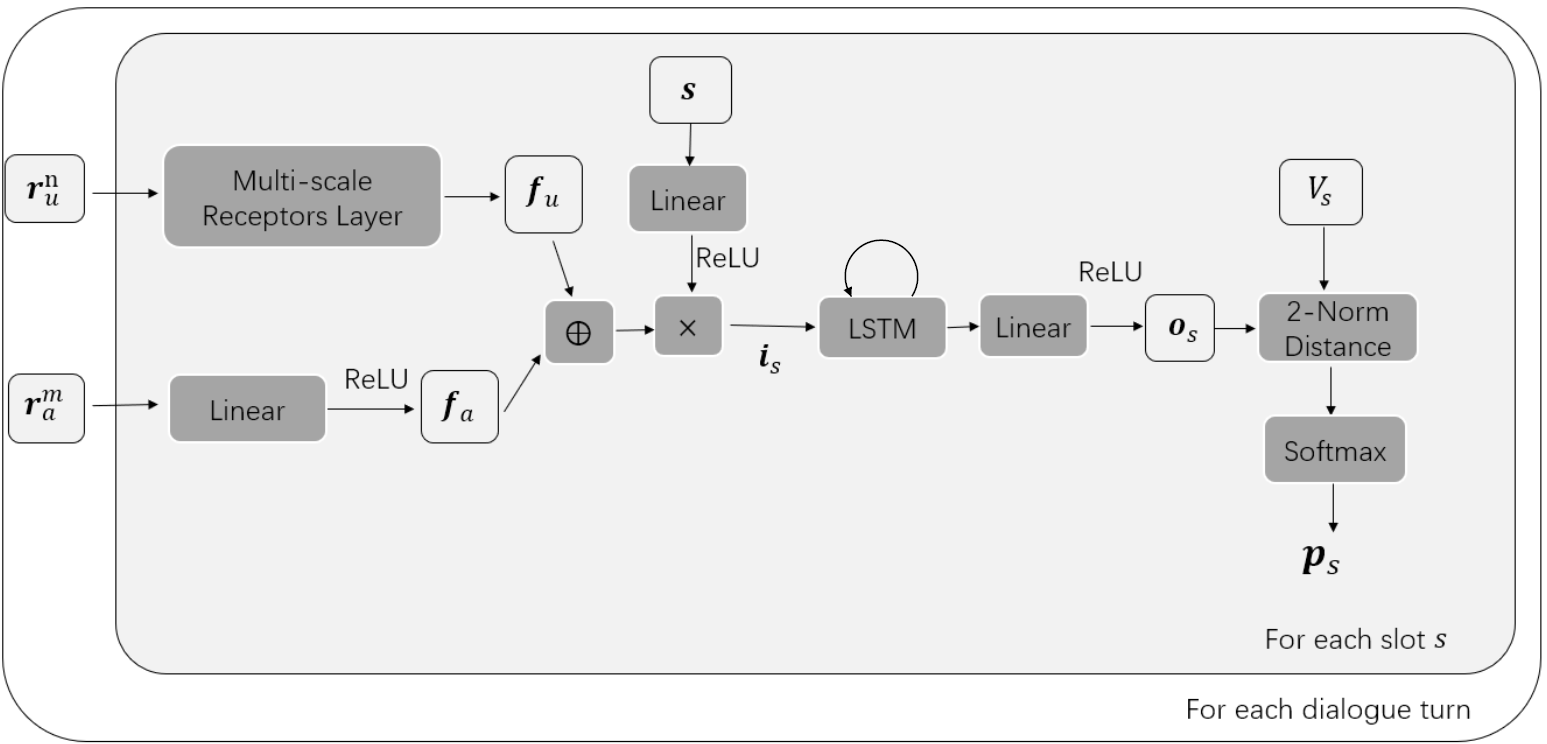 s
r_u^n
Multi-scale
Receptors Layer
f_u
Linear
V_s
ReLU
ReLU
⊕
×
LSTM
Linear
o_s
2-Norm
Distance
i_s
r_a^m
Linear
ReLU
f_a
Softmax
p_s
For each slot s
For each dialogue turn